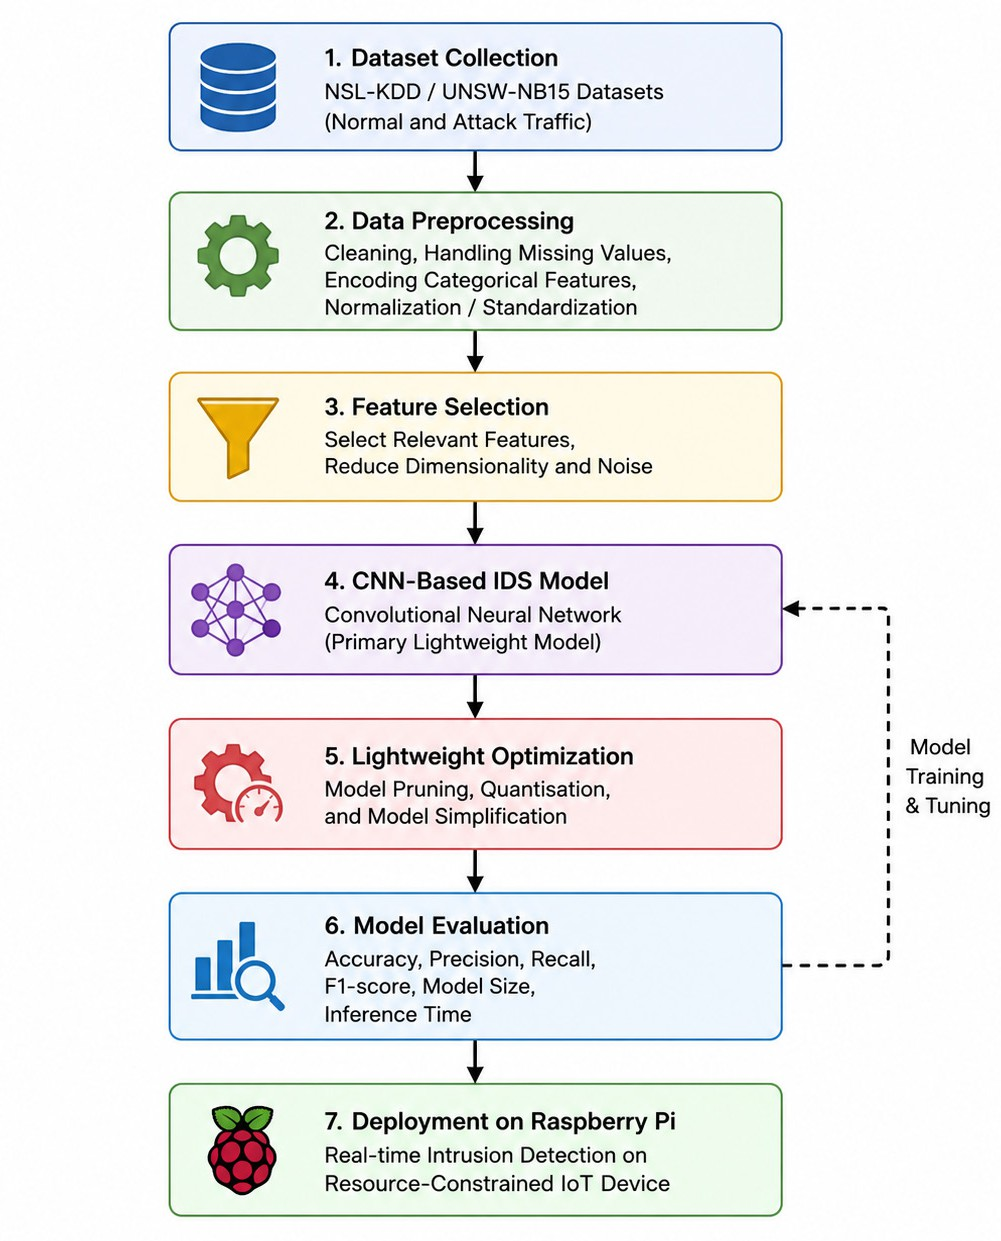 1. Dataset Collection
NSL-KDD / UNSW-NB15 Datasets
(Normal and Attack Traffic)
2. Data Preprocessing
Cleaning, Handling Missing Values,
Encoding Categorical Features,
Normalization / Standardization
3. Feature Selection
Select Relevant Features,
Reduce Dimensionality and Noise
4. CNN-Based IDS Model
Convolutional Neural Network
(Primary Lightweight Model)
5. Lightweight Optimization
Model Pruning, Quantisation,
and Model Simplification
Model
Training
& Tuning
6. Model Evaluation
Accuracy, Precision, Recall,
F1-score, Model Size,
Inference Time
7. Deployment on Raspberry Pi
Real-time Intrusion Detection on
Resource-Constrained IoT Device